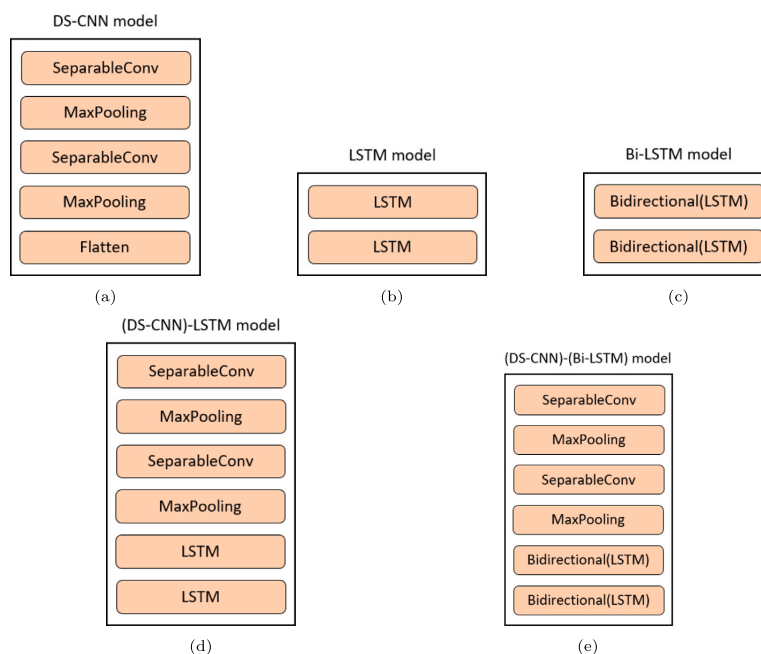 DS-CNN model
SeparableConv
MaxPooling
SeparableConv
MaxPooling
Flatten
(a)
LSTM model
LSTM
LSTM
(b)
Bi-LSTM model
Bidirectional(LSTM)
Bidirectional(LSTM)
(c)
(DS-CNN)-LSTM model
SeparableConv
MaxPooling
SeparableConv
MaxPooling
LSTM
LSTM
(d)
(DS-CNN)-(Bi-LSTM) model
SeparableConv
MaxPooling
SeparableConv
MaxPooling
Bidirectional(LSTM)
Bidirectional(LSTM)
(e)